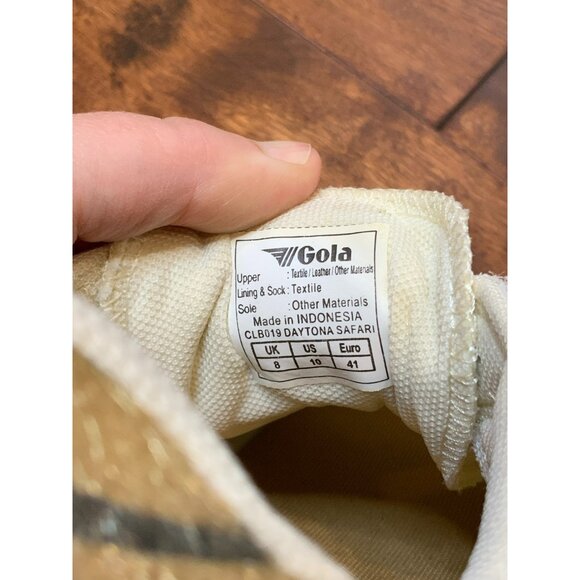 Gola
Upper : Textile / Leather / Other Materials
Lining & Sock : Textile
Sole : Other Materials
Made in INDONESIA
CLB019 DAYTONA SAFARI
UK US Euro
8 10 41